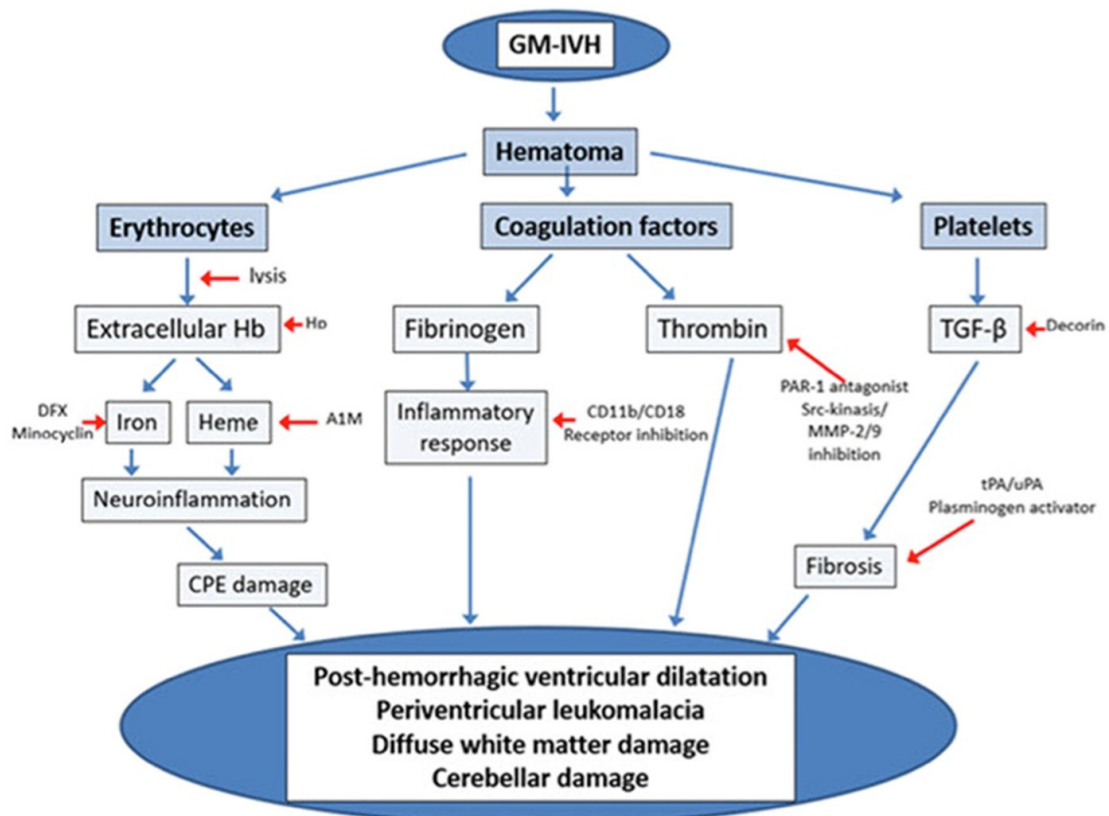 GM-IVH
Hematoma
Erythrocytes
Coagulation factors
Platelets
lysis
Extracellular Hb
Hp
Fibrinogen
Thrombin
TGF-β
Decorin
DFX
Minocyclin
Iron
Heme
A1M
Inflammatory
response
CD11b/CD18
Receptor inhibition
PAR-1 antagonist
Src-kinasis/
MMP-2/9
inhibition
Neuroinflammation
tPA/uPA
Plasminogen activator
CPE damage
Fibrosis
Post-hemorrhagic ventricular dilatation
Periventricular leukomalacia
Diffuse white matter damage
Cerebellar damage